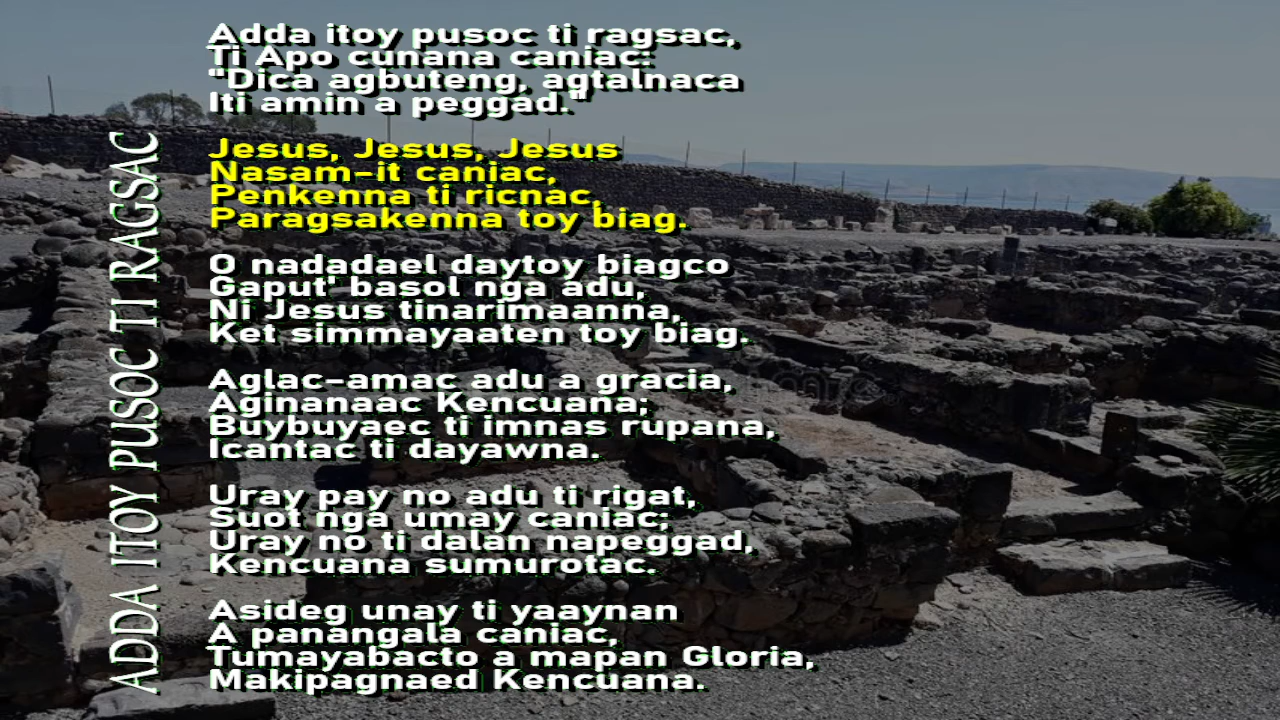 ADDA ITOY PUSOC TI RAGSAC
Adda itoy pusoc ti ragsac,
Ti Apo cunana caniac:
"Dica agbuteng, agtalnaca
Iti amin a peggad."
Jesus, Jesus, Jesus
Nasam-it caniac,
Penkenna ti ricnac,
Paragsakenna toy biag.
O nadadael daytoy biagco
Gaput' basol nga adu,
Ni Jesus tinarimaanna,
Ket simmayaaten toy biag.
Aglac-amac adu a gracia,
Aginanaac Kencuana;
Buybuyaec ti imnas rupana,
Icantac ti dayawna.
Uray pay no adu ti rigat,
Suot nga umay caniac;
Uray no ti dalan napeggad,
Kencuana sumurotac.
Asideg unay ti yaaynan
A panangala caniac,
Tumayabacto a mapan Gloria,
Makipagnaed Kencuana.